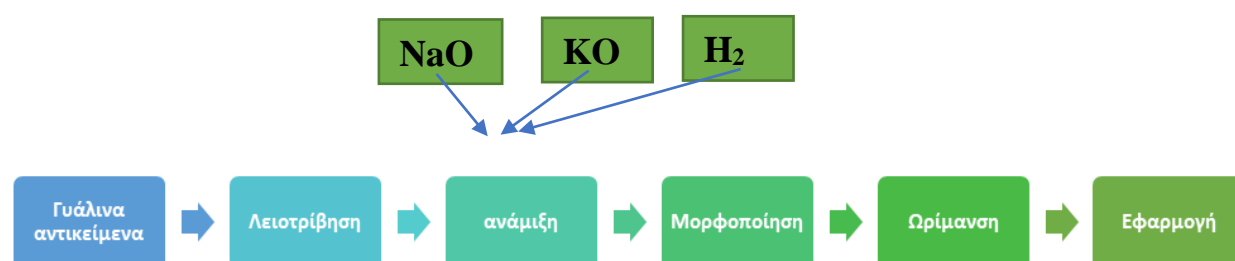 NaO
KO
H₂
Γυάλινα
αντικείμενα
Λειοτρίβηση
ανάμιξη
Μορφοποίηση
Ωρίμανση
Εφαρμογή